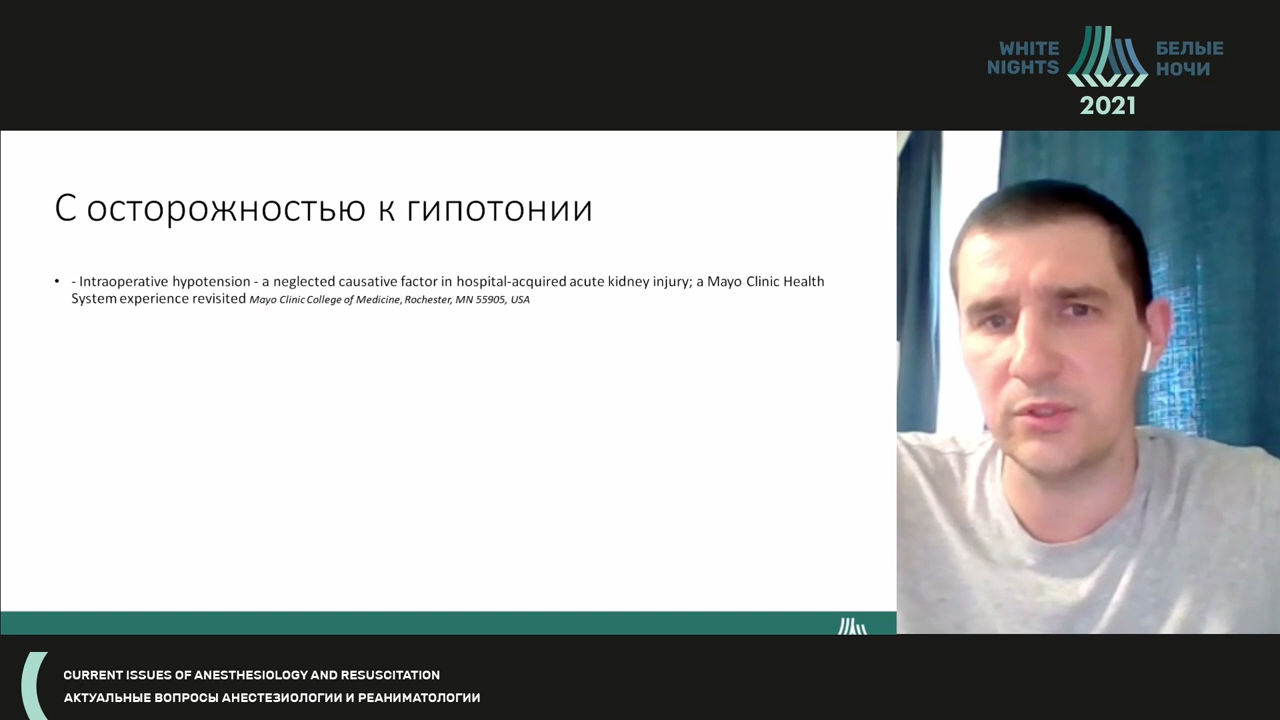 WHITE NIGHTS
БЕЛЫЕ НОЧИ
2021
С осторожностью к гипотонии
• - Intraoperative hypotension - a neglected causative factor in hospital-acquired acute kidney injury; a Mayo Clinic Health
System experience revisited Mayo Clinic College of Medicine, Rochester, MN 55905, USA
CURRENT ISSUES OF ANESTHESIOLOGY AND RESUSCITATION
АКТУАЛЬНЫЕ ВОПРОСЫ АНЕСТЕЗИОЛОГИИ И РЕАНИМАТОЛОГИИ